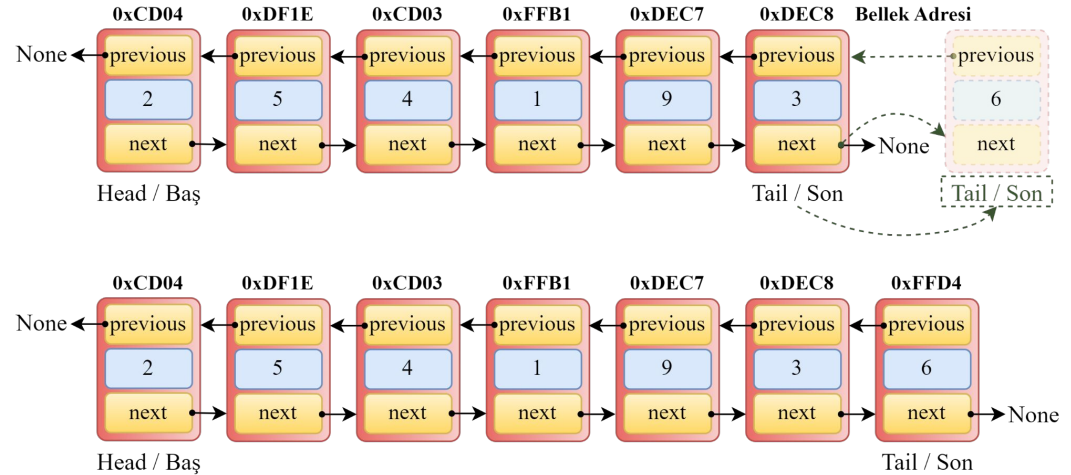 0xCD04 0xDF1E 0xCD03 0xFFB1 0xDEC7 0xDEC8 Bellek Adresi
None previous previous previous previous previous previous previous
2 5 4 1 9 3 6
next next next next next next None next
Head / Baş Tail / Son Tail / Son
0xCD04 0xDF1E 0xCD03 0xFFB1 0xDEC7 0xDEC8 0xFFD4
None previous previous previous previous previous previous previous
2 5 4 1 9 3 6
next next next next next next next None
Head / Baş Tail / Son